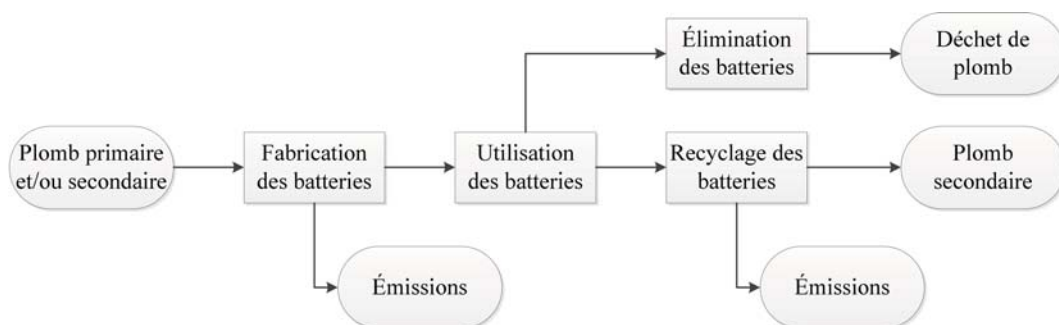 Élimination
des batteries
Déchet de
plomb
Plomb primaire
et/ou secondaire
Fabrication
des batteries
Utilisation
des batteries
Recyclage des
batteries
Plomb
secondaire
Émissions
Émissions